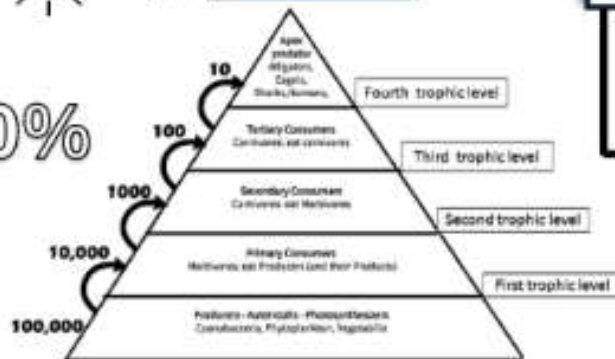 Apex
predator
Alligators,
Eagels,
Sharks, Humans,
10
Fourth trophic level
0%
100
Tertiary Consumers
Carnivores eat carnivores
Third trophic level
1000
Secondary Consumers
Carnivores eat Herbivores
Second trophic level
10,000
Primary Consumers
Herbivores eat Producers (and their Products)
First trophic level
100,000
Producers - Autotrophs - Photosynthesizers
Cyanobacteria, Phytoplankton,